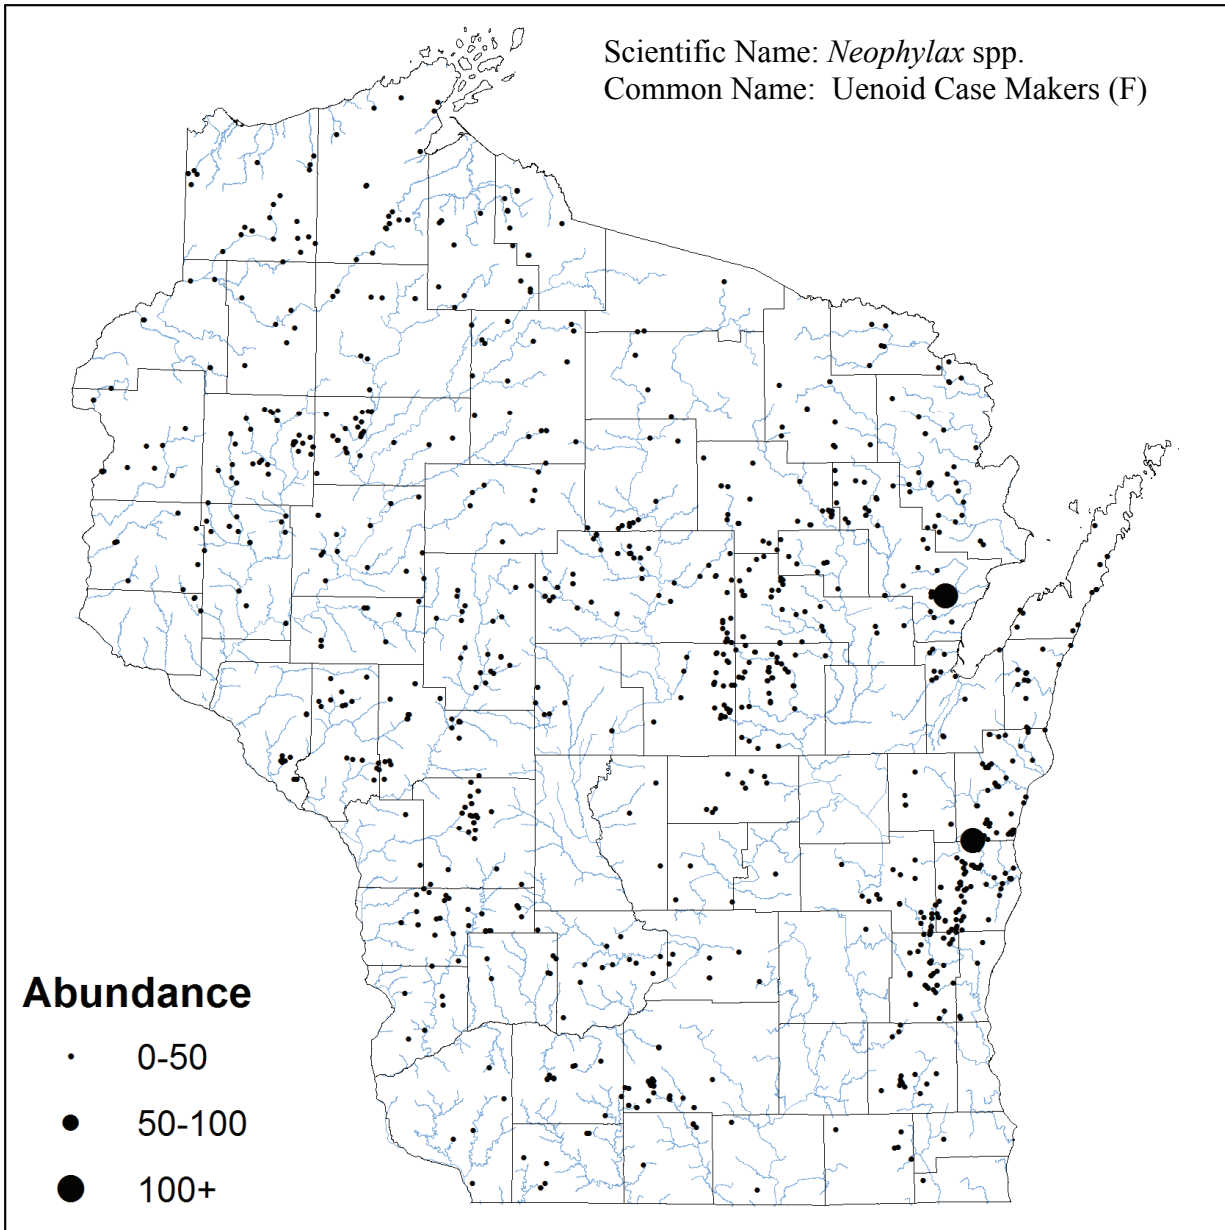 Scientific Name: Neophylax spp.
Common Name: Uenoid Case Makers (F)
Abundance
0-50
50-100
100+